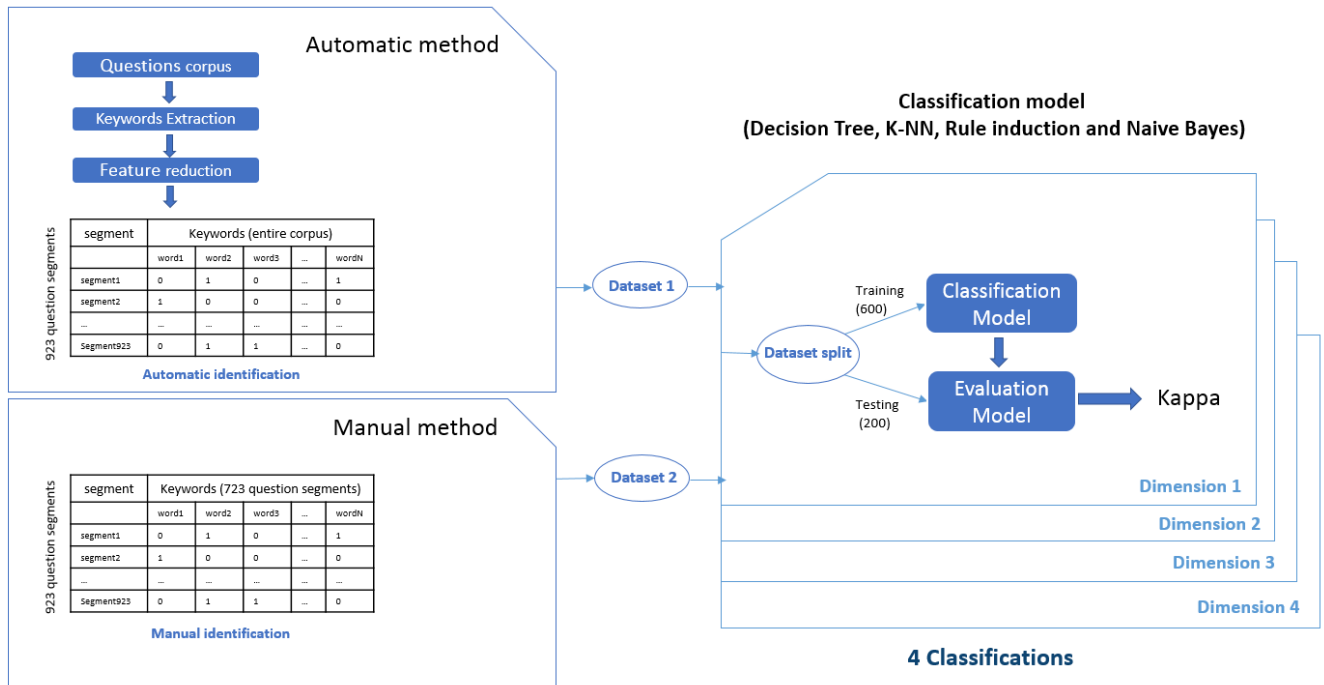 Automatic method
Questions corpus
Keywords Extraction
Feature reduction
923 question segments
segment Keywords (entire corpus)
word1 word2 word3 ... wordN
segment1 0 1 0 ... 1
segment2 1 0 0 ... 0
... ... ... ... ... ...
Segment923 0 1 1 ... 0
Automatic identification
Manual method
923 question segments
segment Keywords (723 question segments)
word1 word2 word3 ... wordN
segment1 0 1 0 ... 1
segment2 1 0 0 ... 0
... ... ... ... ... ...
Segment923 0 1 1 ... 0
Manual identification
Dataset 1
Dataset 2
Classification model
(Decision Tree, K-NN, Rule induction and Naive Bayes)
Dataset split
Training
(600)
Classification
Model
Testing
(200)
Evaluation
Model
Kappa
Dimension 1
Dimension 2
Dimension 3
Dimension 4
4 Classifications